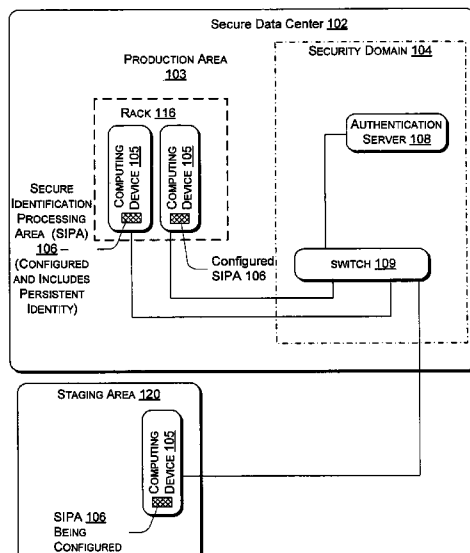 Secure Data Center 102
SECURITY DOMAIN 104
PRODUCTION AREA
103
RACK 116
COMPUTING
DEVICE 105
COMPUTING
DEVICE 105
AUTHENTICATION
SERVER 108
SECURE
IDENTIFICATION
PROCESSING
AREA (SIPA)
106 –
(CONFIGURED
AND INCLUDES
PERSISTENT
IDENTITY)
Configured
SIPA 106
SWITCH 109
STAGING AREA 120
COMPUTING
DEVICE 105
SIPA 106
BEING
CONFIGURED